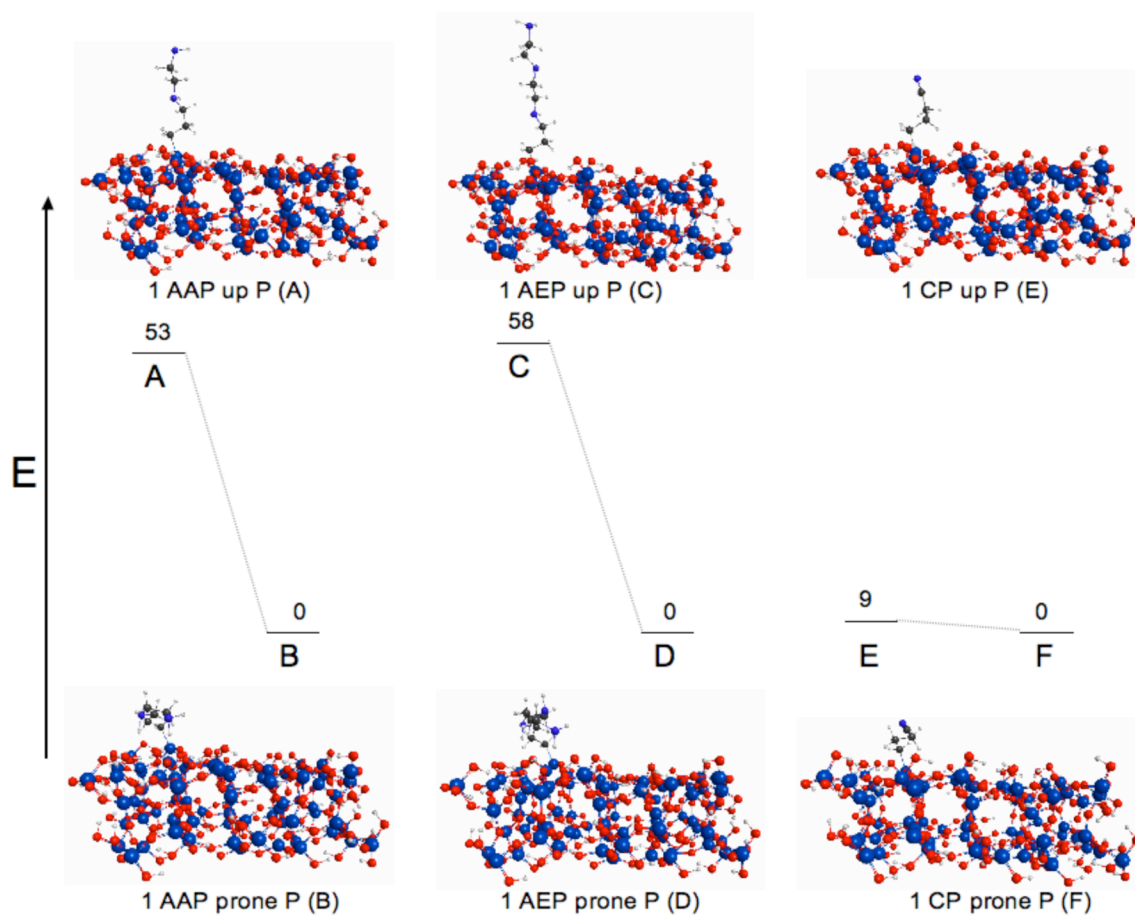 1 AAP up P (A)
1 AEP up P (C)
1 CP up P (E)
53
A
58
C
E
0
B
0
D
9
E
0
F
1 AAP prone P (B)
1 AEP prone P (D)
1 CP prone P (F)